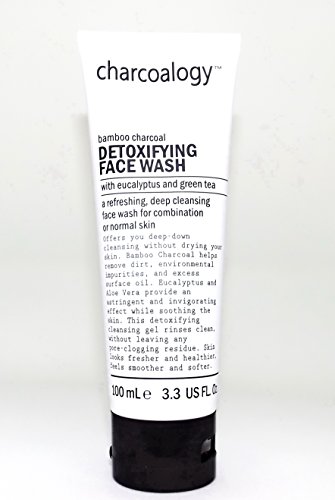 charcoalogy™
bamboo charcoal
DETOXIFYING
FACE WASH
with eucalyptus and green tea
a refreshing, deep cleansing
face wash for combination
or normal skin
Offers you deep-down
cleansing without drying your
skin. Bamboo Charcoal helps
remove dirt, environmental
impurities, and excess
surface oil. Eucalyptus and
Aloe Vera provide an
astringent and invigorating
effect while soothing the
skin. This detoxifying
cleansing gel rinses clean,
without leaving any
pore-clogging residue. Skin
looks fresher and healthier,
feels smoother and softer.
100 mL e 3.3 US FL Oz